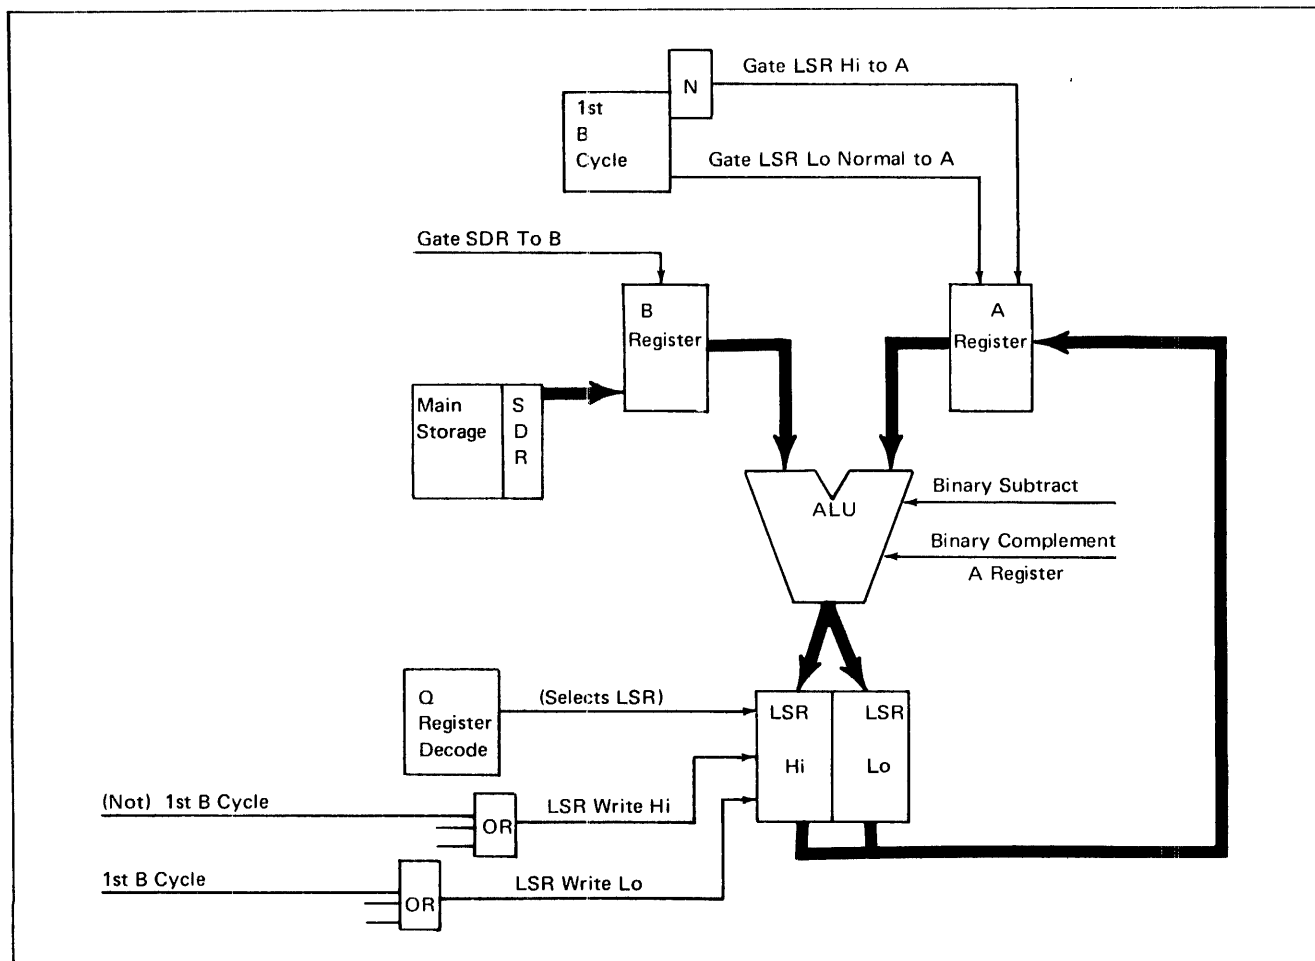 Gate LSR Hi to A
N
1st
B
Cycle
Gate LSR Lo Normal to A
Gate SDR To B
B
Register
A
Register
Main
Storage
S
D
R
ALU
Binary Subtract
Binary Complement
A Register
Q
Register
Decode
(Selects LSR)
LSR
Hi
LSR
Lo
(Not) 1st B Cycle
OR
LSR Write Hi
1st B Cycle
OR
LSR Write Lo